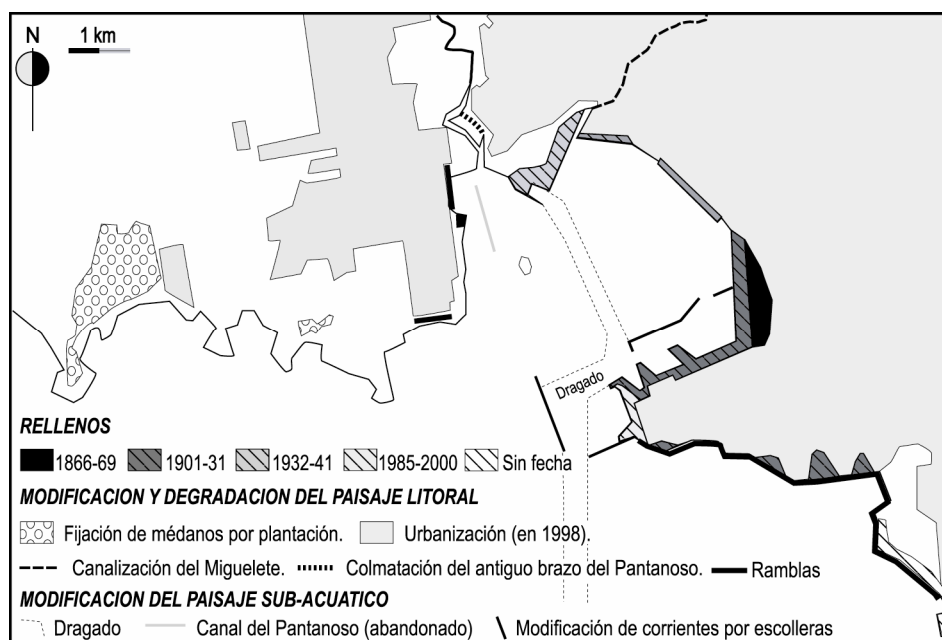 N
1 km
Dragado
RELLENOS
1866-69 1901-31 1932-41 1985-2000 Sin fecha
MODIFICACION Y DEGRADACION DEL PAISAJE LITORAL
Fijación de médanos por plantación. Urbanización (en 1998).
Canalización del Miguelete. Colmatación del antiguo brazo del Pantanoso. Ramblas
MODIFICACION DEL PAISAJE SUB-ACUATICO
Dragado Canal del Pantanoso (abandonado) Modificación de corrientes por escolleras